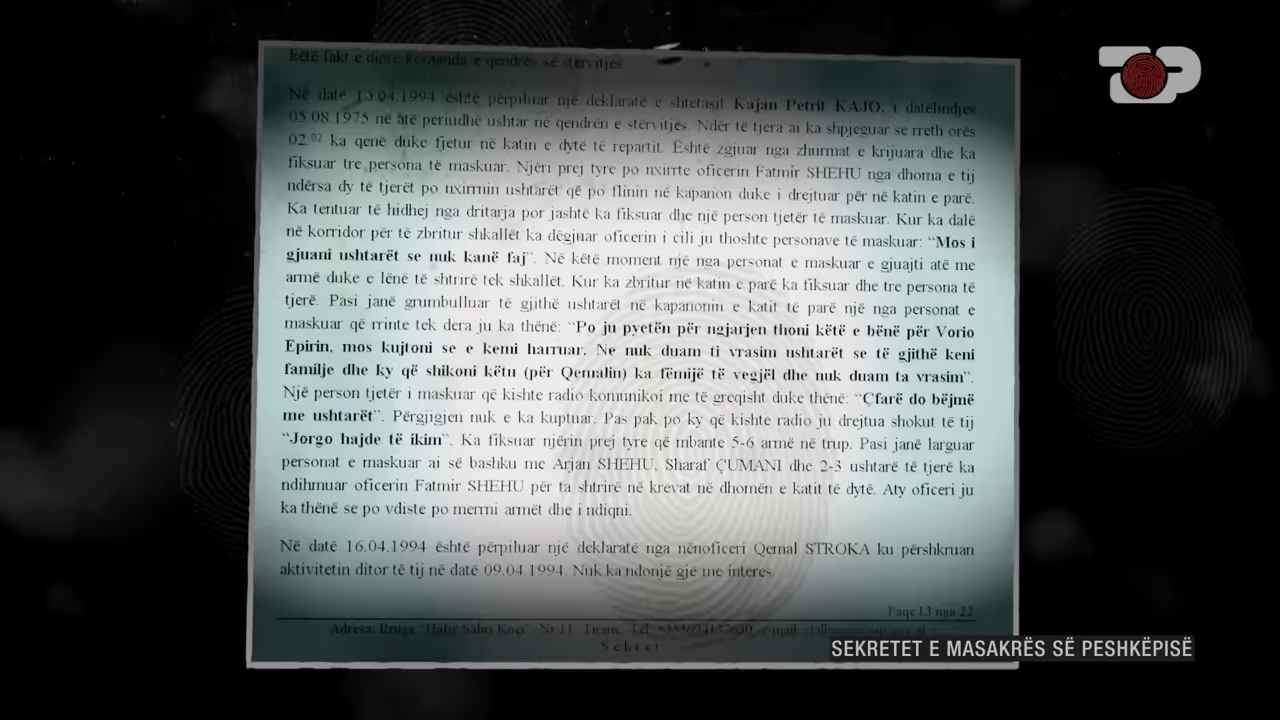 këtë fakt e dinte Komanda e qendrës së stërvitjes.
TOP
Në datë 15.04.1994 është përpiluar një deklaratë e shtetasit Kajan Petrit KAJO, i datëlindjes
05.08.1975 në atë periudhë ushtar në qendrën e stërvitjes. Ndër të tjera ai ka shpjeguar se rreth orës
02.02 ka qenë duke fjetur në katin e dytë të repartit. Është zgjuar nga zhurmat e krijuara dhe ka
fiksuar tre persona të maskuar. Njëri prej tyre po nxirrte oficerin Fatmir SHEHU nga dhoma e tij
ndërsa dy të tjerët po nxirrnin ushtarët që po flinin në kapanon duke i drejtuar për në katin e parë.
Ka tentuar të hidhej nga dritarja por jashtë ka fiksuar dhe një person tjetër të maskuar. Kur ka dalë
në korridor për të zbritur shkallët ka dëgjuar oficerin i cili ju thoshte personave të maskuar: “Mos i
gjuani ushtarët se nuk kanë faj”. Në këtë moment një nga personat e maskuar e gjuajti atë me
armë duke e lënë të shtrirë tek shkallët. Kur ka zbritur në katin e parë ka fiksuar dhe tre persona të
tjerë. Pasi janë grumbulluar të gjithë ushtarët në kapanonin e katit të parë një nga personat e
maskuar që rrinte tek dera ju ka thënë: “Po ju pyetën për ngjarjen thoni këtë e bënë për Vorio
Epirin, mos kujtoni se e kemi harruar. Ne nuk duam ti vrasim ushtarët se të gjithë keni
familje dhe ky që shikoni këtu (për Qemalin) ka fëmijë të vegjël dhe nuk duam ta vrasim”.
Një person tjetër i maskuar që kishte radio komunikoi me të greqisht duke thënë: “Çfarë do bëjmë
me ushtarët”. Përgjigjen nuk e ka kuptuar. Pas pak po ky që kishte radio ju drejtua shokut të tij
“Jorgo hajde të ikim”. Ka fiksuar njërin prej tyre që mbante 5-6 armë në trup. Pasi janë larguar
personat e maskuar ai së bashku me Arjan SHEHU, Sharaf ÇUMANI dhe 2-3 ushtarë të tjerë ka
ndihmuar oficerin Fatmir SHEHU për ta shtrirë në krevat në dhomën e katit të dytë. Aty oficeri ju
ka thënë se po vdiste po merrni armët dhe i ndiqni.
Në datë 16.04.1994 është përpiluar një deklaratë nga nënoficeri Qemal STROKA ku përshkruan
aktivitetin ditor të tij në datë 09.04.1994. Nuk ka ndonjë gjë me interes.
Faqe 13 nga 22
Adresa: Rruga “Hafiz Sabri Koçi”, Nr 11, Tiranë, Tel e-mail:
Sekret
SEKRETET E MASAKRËS SË PESHKËPISË